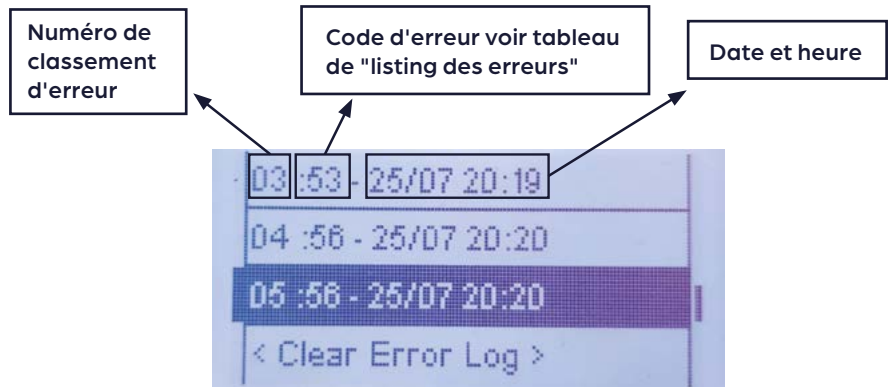 Numéro de
classement
d'erreur
Code d'erreur voir tableau
de "listing des erreurs"
Date et heure
03 :53 - 25/07 20:19
04 :56 - 25/07 20:20
05 :56 - 25/07 20:20
< Clear Error Log >